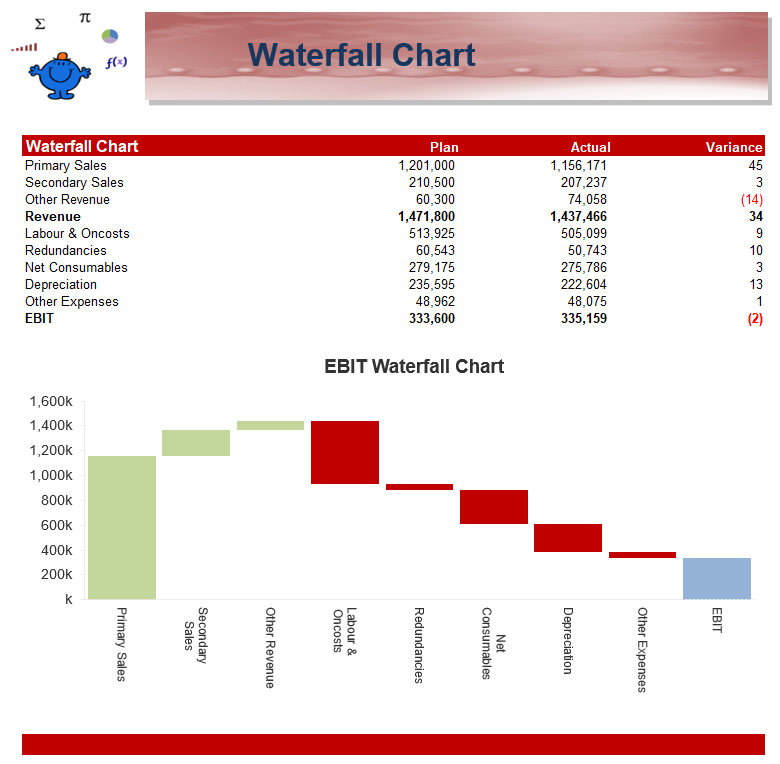 Σ π
f(x)
Waterfall Chart
Waterfall Chart Plan Actual Variance
Primary Sales 1,201,000 1,156,171 45
Secondary Sales 210,500 207,237 3
Other Revenue 60,300 74,058 (14)
Revenue 1,471,800 1,437,466 34
Labour & Oncosts 513,925 505,099 9
Redundancies 60,543 50,743 10
Net Consumables 279,175 275,786 3
Depreciation 235,595 222,604 13
Other Expenses 48,962 48,075 1
EBIT 333,600 335,159 (2)
EBIT Waterfall Chart
1,600k
1,400k
1,200k
1,000k
800k
600k
400k
200k
k
Primary Sales
Secondary
Sales
Other Revenue
Labour &
Oncosts
Redundancies
Net
Consumables
Depreciation
Other Expenses
EBIT